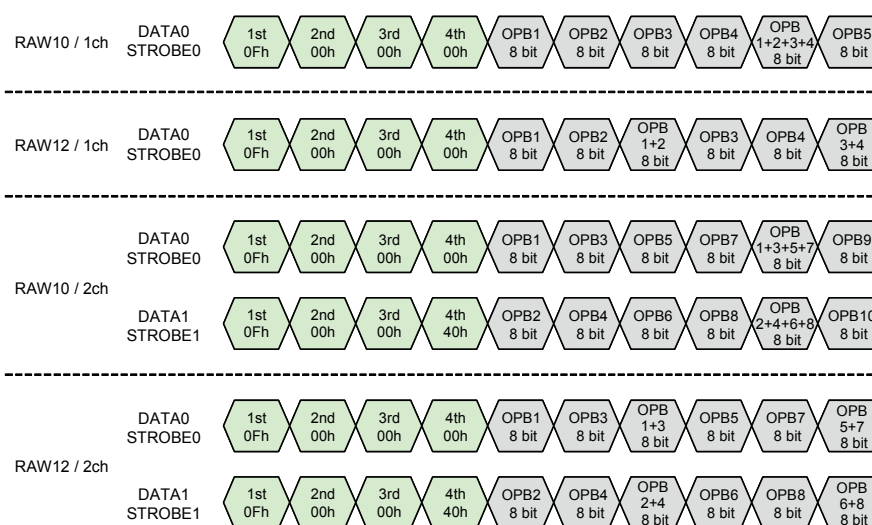 RAW10 / 1ch
DATA0
STROBE0
1st
0Fh
2nd
00h
3rd
00h
4th
00h
OPB1
8 bit
OPB2
8 bit
OPB3
8 bit
OPB4
8 bit
OPB
1+2+3+4
8 bit
OPB5
8 bit
RAW12 / 1ch
DATA0
STROBE0
1st
0Fh
2nd
00h
3rd
00h
4th
00h
OPB1
8 bit
OPB2
8 bit
OPB
1+2
8 bit
OPB3
8 bit
OPB4
8 bit
OPB
3+4
8 bit
RAW10 / 2ch
DATA0
STROBE0
1st
0Fh
2nd
00h
3rd
00h
4th
00h
OPB1
8 bit
OPB3
8 bit
OPB5
8 bit
OPB7
8 bit
OPB
1+3+5+7
8 bit
OPB9
8 bit
DATA1
STROBE1
1st
0Fh
2nd
00h
3rd
00h
4th
40h
OPB2
8 bit
OPB4
8 bit
OPB6
8 bit
OPB8
8 bit
OPB
2+4+6+8
8 bit
OPB10
8 bit
RAW12 / 2ch
DATA0
STROBE0
1st
0Fh
2nd
00h
3rd
00h
4th
00h
OPB1
8 bit
OPB3
8 bit
OPB
1+3
8 bit
OPB5
8 bit
OPB7
8 bit
OPB
5+7
8 bit
DATA1
STROBE1
1st
0Fh
2nd
00h
3rd
00h
4th
40h
OPB2
8 bit
OPB4
8 bit
OPB
2+4
8 bit
OPB6
8 bit
OPB8
8 bit
OPB
6+8
8 bit